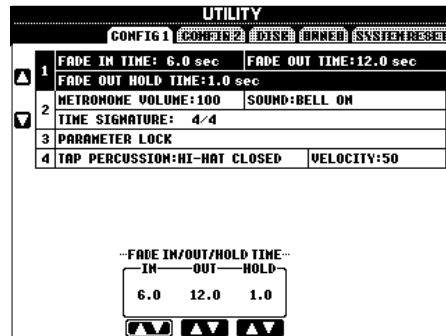 UTILITY
CONFIG 1 CONFIG 2 DISK OWNER SYSTEM RESET
1 FADE IN TIME: 6.0 sec FADE OUT TIME:12.0 sec
FADE OUT HOLD TIME:1.0 sec
2 METRONOME VOLUME:100 SOUND:BELL ON
TIME SIGNATURE: 4/4
3 PARAMETER LOCK
4 TAP PERCUSSION:HI-HAT CLOSED VELOCITY:50
FADE IN/OUT/HOLD TIME
IN OUT HOLD
6.0 12.0 1.0